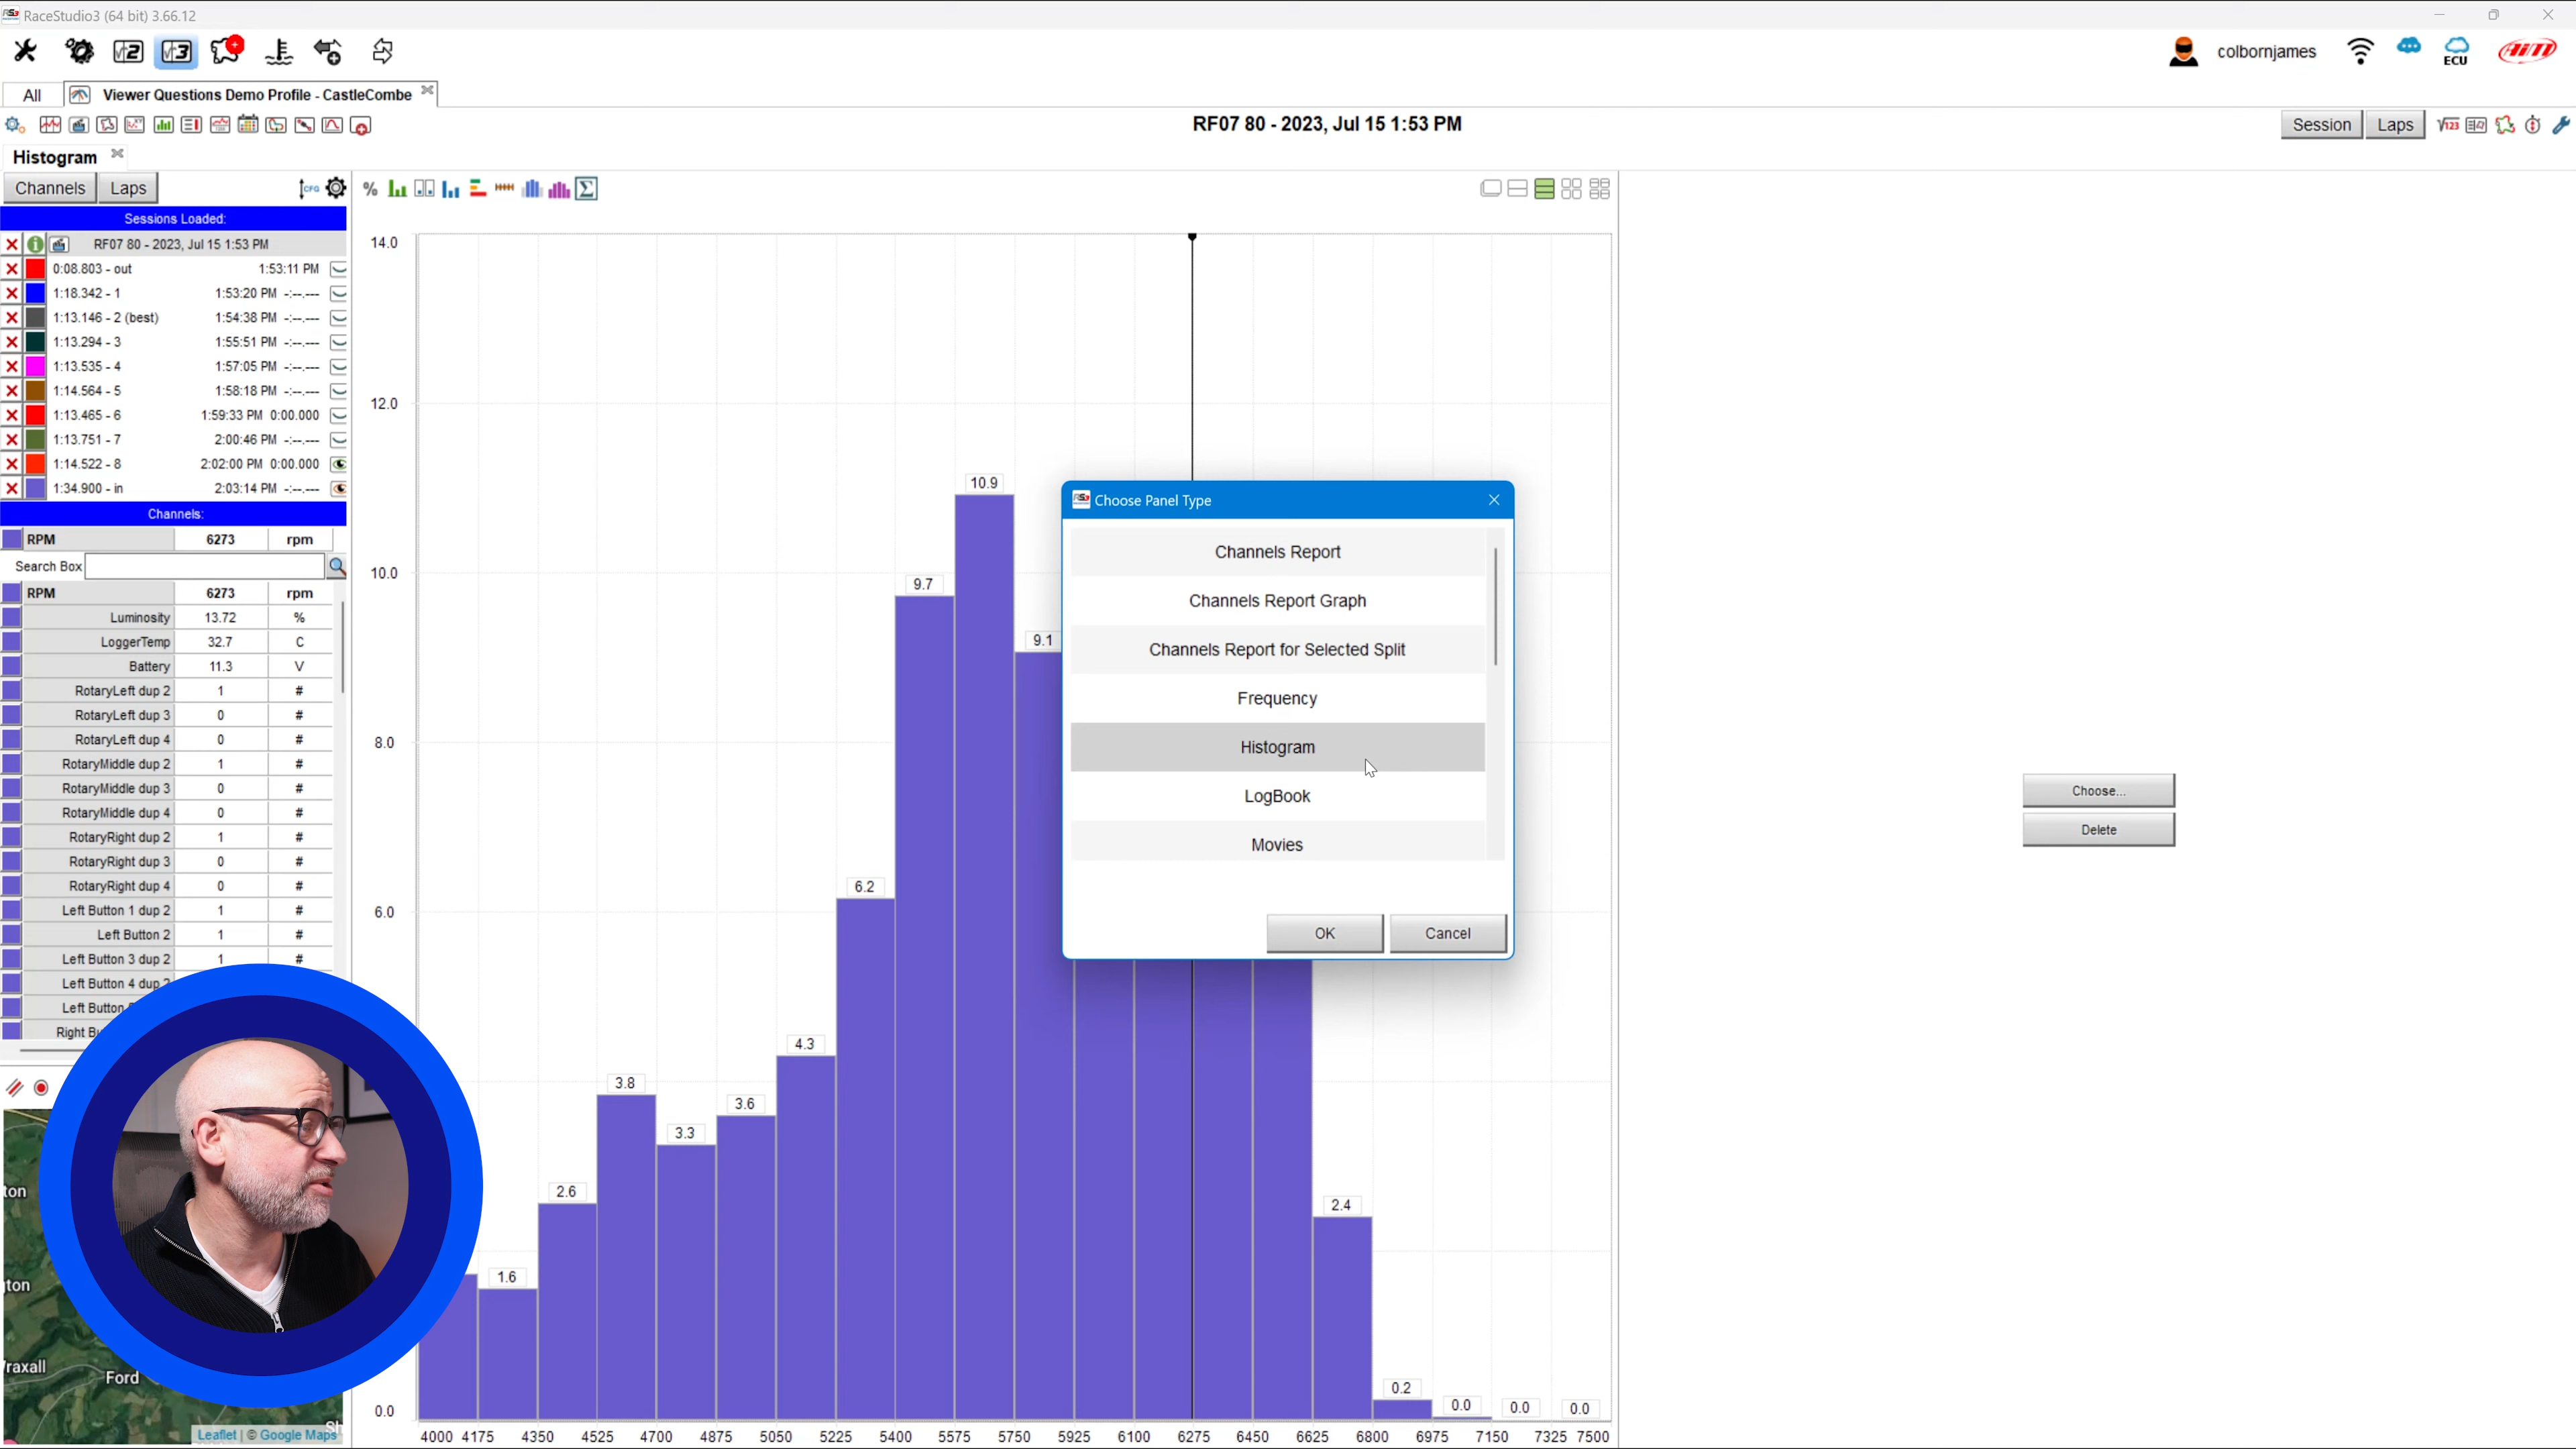 RaceStudio3 (64 bit) 3.66.12
colbornjames
ECU
AiM
All
Viewer Questions Demo Profile - CastleCombe
RF07 80 - 2023, Jul 15 1:53 PM
Session
Laps
Histogram
Channels
Laps
CFG
%
Sessions Loaded:
RF07 80 - 2023, Jul 15 1:53 PM
0:08.803 - out 1:53:11 PM
1:18.342 - 1 1:53:20 PM -:--.---
1:13.146 - 2 (best) 1:54:38 PM -:--.---
1:13.294 - 3 1:55:51 PM -:--.---
1:13.535 - 4 1:57:05 PM -:--.---
1:14.564 - 5 1:58:18 PM -:--.---
1:13.465 - 6 1:59:33 PM 0:00.000
1:13.751 - 7 2:00:46 PM -:--.---
1:14.522 - 8 2:02:00 PM 0:00.000
1:34.900 - in 2:03:14 PM -:--.---
Channels:
RPM 6273 rpm
Search Box
RPM 6273 rpm
Luminosity 13.72 %
LoggerTemp 32.7 C
Battery 11.3 V
RotaryLeft dup 2 1 #
RotaryLeft dup 3 0 #
RotaryLeft dup 4 0 #
RotaryMiddle dup 2 1 #
RotaryMiddle dup 3 0 #
RotaryMiddle dup 4 0 #
RotaryRight dup 2 1 #
RotaryRight dup 3 0 #
RotaryRight dup 4 0 #
Left Button 1 dup 2 1 #
Left Button 2 1 #
Left Button 3 dup 2 1 #
Left Button 4 dup 2
Left Button
Right Bu
ton
ton
raxall
Ford
Leaflet | © Google Maps
14.0
12.0
10.0
8.0
6.0
0.0
1.6
2.6
3.8
3.3
3.6
4.3
6.2
9.7
10.9
9.1
2.4
0.2
0.0
0.0
0.0
4000 4175 4350 4525 4700 4875 5050 5225 5400 5575 5750 5925 6100 6275 6450 6625 6800 6975 7150 7325 7500
Choose Panel Type
Channels Report
Channels Report Graph
Channels Report for Selected Split
Frequency
Histogram
LogBook
Movies
OK
Cancel
Choose...
Delete